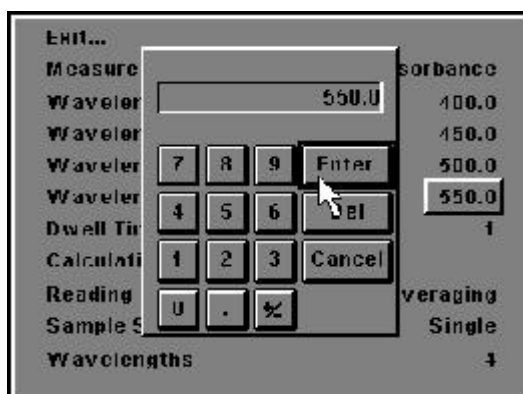 Exit...
Measure sorbance
550.0
Wavelen 400.0
Wavelen 450.0
7 8 9 Enter
Wavelen 500.0
Wavelen 550.0
4 5 6 Del
Dwell Tim 1
Calculati
1 2 3 Cancel
Reading veraging
0 . +/-
Sample S Single
Wavelengths 4